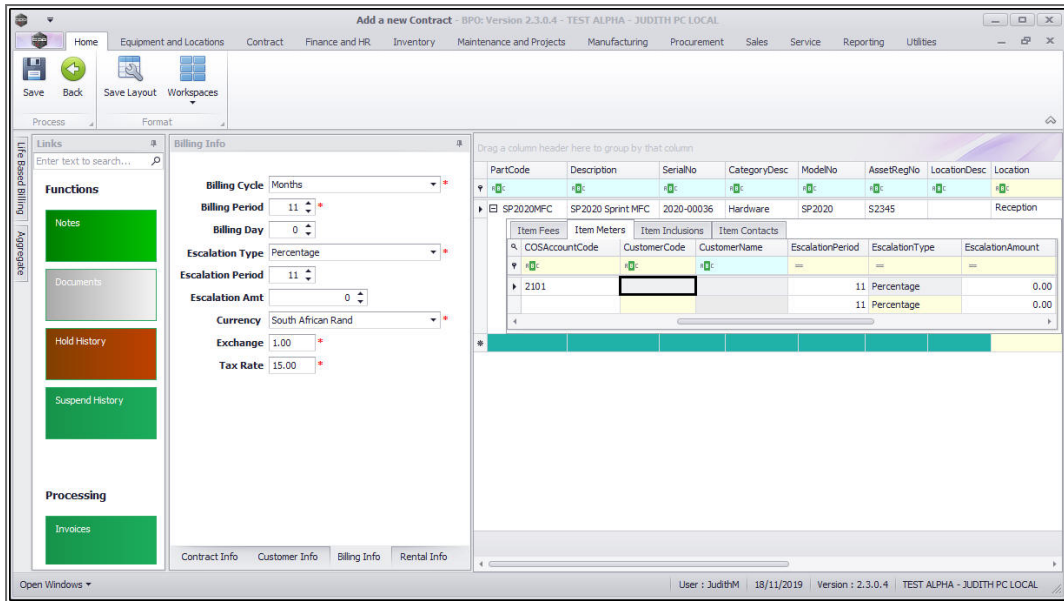 Add a new Contract - BPO: Version 2.3.0.4 - TEST ALPHA - JUDITH PC LOCAL
Home Equipment and Locations Contract Finance and HR Inventory Maintenance and Projects Manufacturing Procurement Sales Service Reporting Utilities
Save Back Save Layout Workspaces
Process Format
Life Based Billing
Aggregate
Links
Enter text to search...
Functions
Notes
Documents
Hold History
Suspend History
Processing
Invoices
Billing Info
Billing Cycle Months *
Billing Period 11 *
Billing Day 0
Escalation Type Percentage *
Escalation Period 11
Escalation Amt 0
Currency South African Rand *
Exchange 1.00 *
Tax Rate 15.00 *
Contract Info Customer Info Billing Info Rental Info
Drag a column header here to group by that column
PartCode Description SerialNo CategoryDesc ModelNo AssetRegNo LocationDesc Location
SP2020MFC SP2020 Sprint MFC 2020-00036 Hardware SP2020 S2345 Reception
Item Fees Item Meters Item Inclusions Item Contacts
COSAccountCode CustomerCode CustomerName EscalationPeriod EscalationType EscalationAmount
= = =
2101 11 Percentage 0.00
11 Percentage 0.00
Open Windows User : JudithM 18/11/2019 Version : 2.3.0.4 TEST ALPHA - JUDITH PC LOCAL